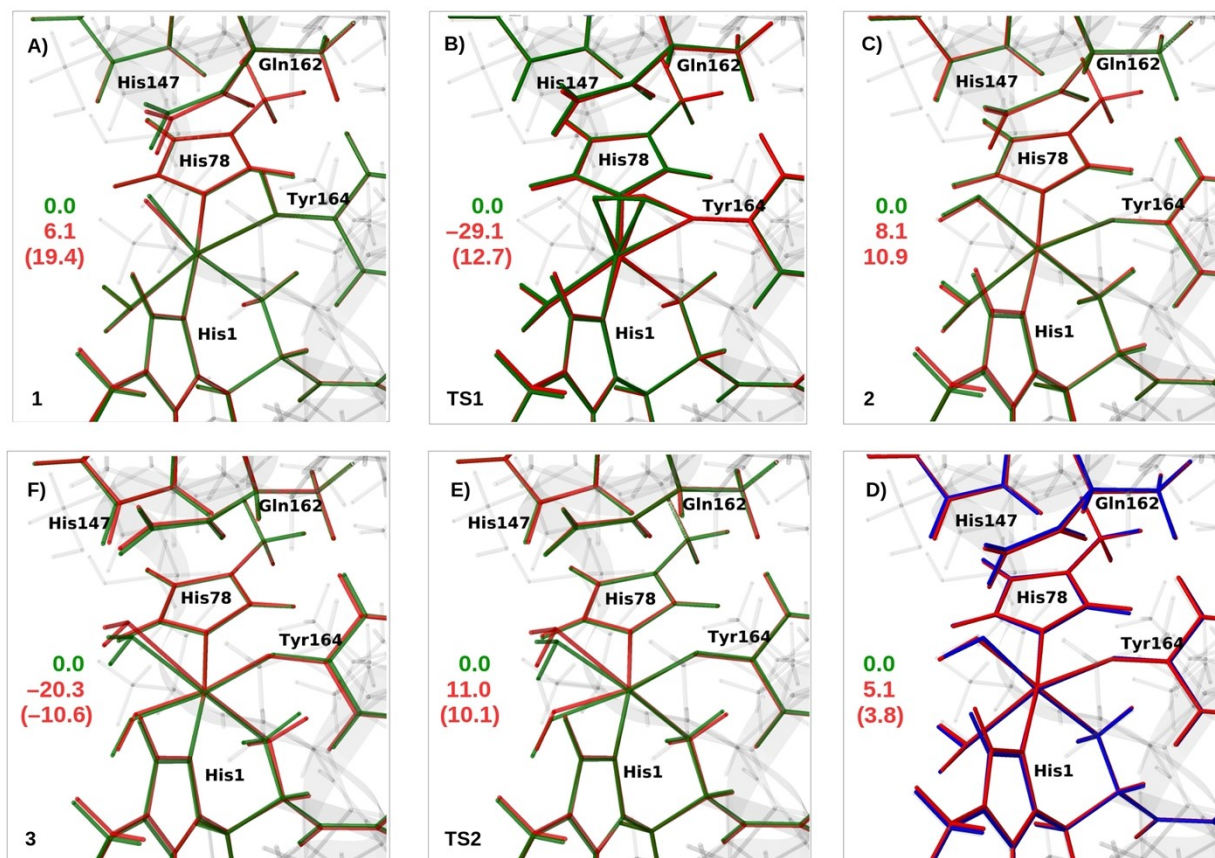 A)
Gln162
His147
His78
Tyr164
0.0
6.1
(19.4)
His1
1
B)
Gln162
His147
His78
Tyr164
0.0
–29.1
(12.7)
His1
TS1
C)
Gln162
His147
His78
Tyr164
0.0
8.1
10.9
His1
2
F)
Gln162
His147
His78
Tyr164
0.0
–20.3
(–10.6)
His1
3
E)
Gln162
His147
His78
Tyr164
0.0
11.0
(10.1)
His1
TS2
D)
Gln162
His147
His78
Tyr164
0.0
5.1
(3.8)
His1